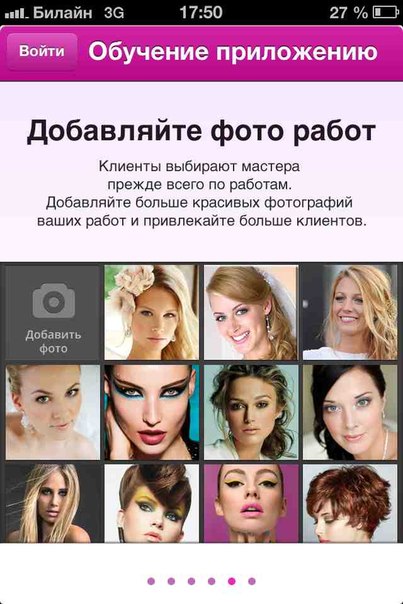 Билайн 3G 17:50 27 %
Войти Обучение приложению
Добавляйте фото работ
Клиенты выбирают мастера
прежде всего по работам.
Добавляйте больше красивых фотографий
ваших работ и привлекайте больше клиентов.
Добавить
фото